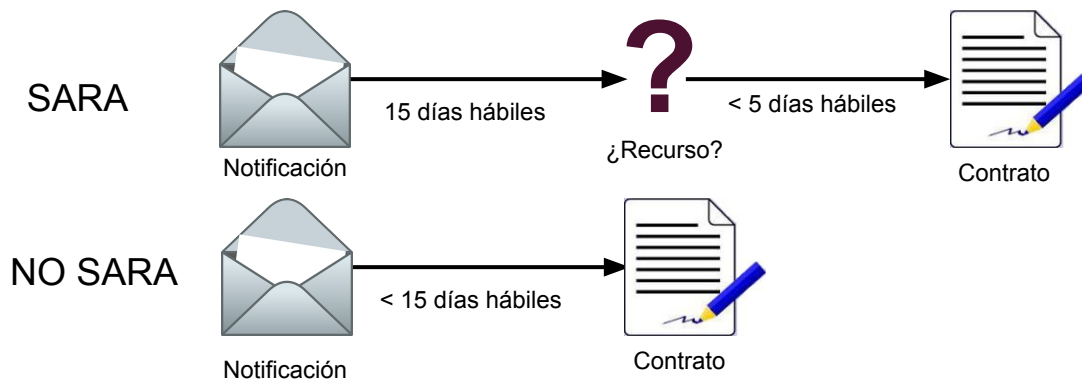 SARA
15 días hábiles
< 5 días hábiles
Notificación
¿Recurso?
Contrato
NO SARA
< 15 días hábiles
Notificación
Contrato